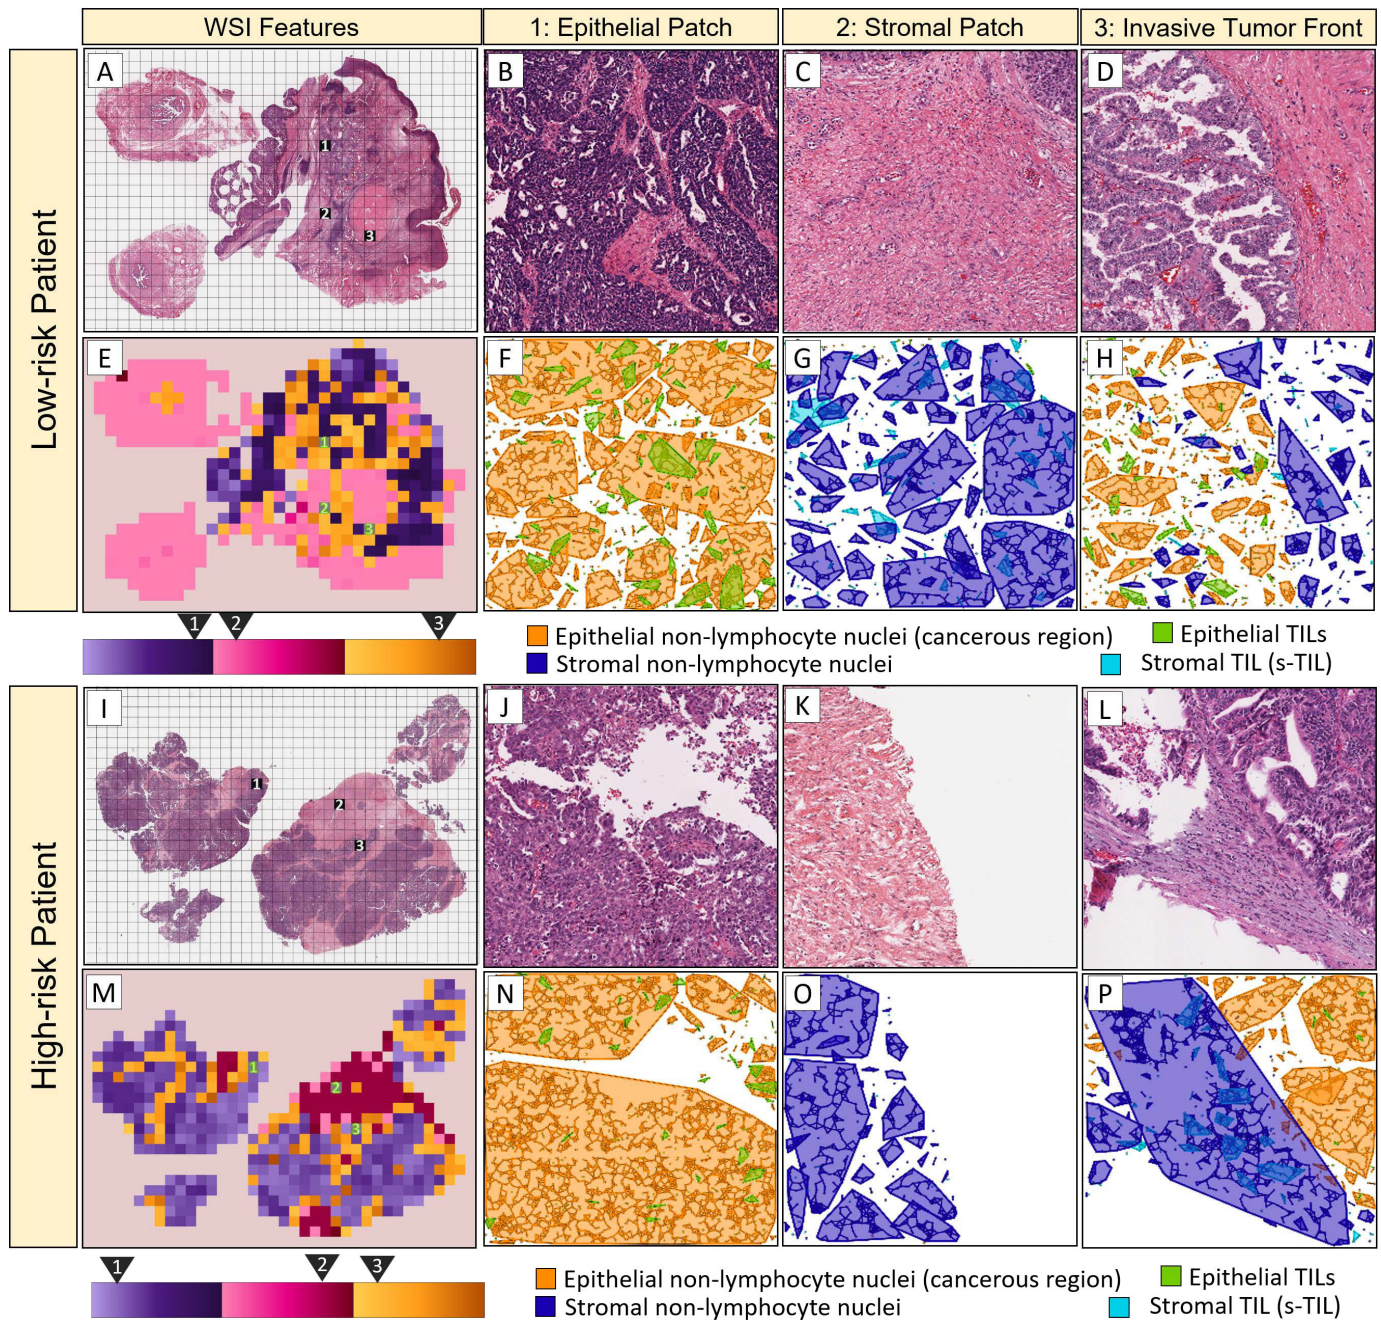 WSI Features
1: Epithelial Patch
2: Stromal Patch
3: Invasive Tumor Front
Low-risk Patient
A
1
2
3
B
C
D
E
1
2
3
F
G
H
1
2
3
Epithelial non-lymphocyte nuclei (cancerous region)
Epithelial TILs
Stromal non-lymphocyte nuclei
Stromal TIL (s-TIL)
High-risk Patient
I
1
2
3
J
K
L
M
1
2
3
N
O
P
1
2
3
Epithelial non-lymphocyte nuclei (cancerous region)
Epithelial TILs
Stromal non-lymphocyte nuclei
Stromal TIL (s-TIL)